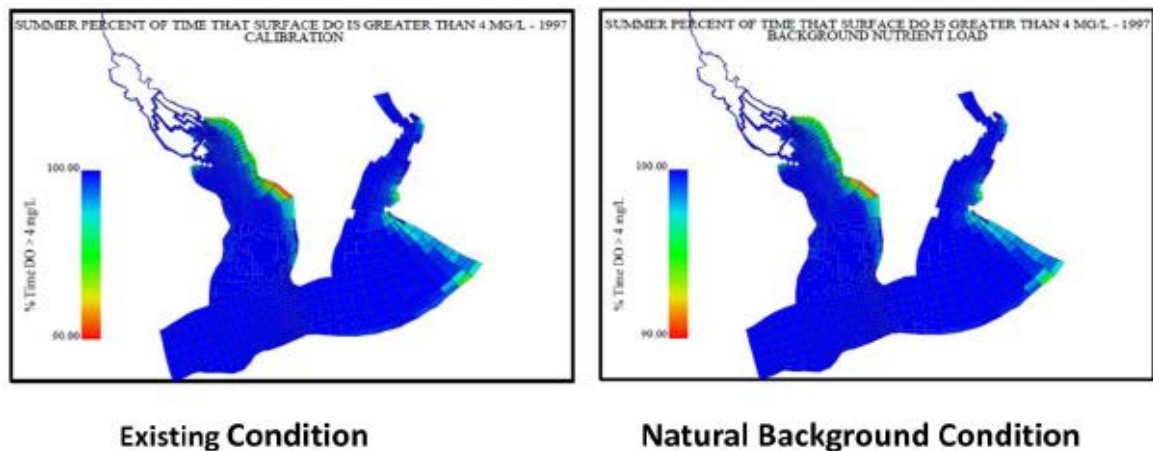 SUMMER PERCENT OF TIME THAT SURFACE DO IS GREATER THAN 4 MG/L - 1997
CALIBRATION
100.00
% Time DO > 4 mg/L
90.00
SUMMER PERCENT OF TIME THAT SURFACE DO IS GREATER THAN 4 MG/L - 1997
BACKGROUND NUTRIENT LOAD
100.00
% Time DO > 4 mg/L
90.00
Existing Condition
Natural Background Condition